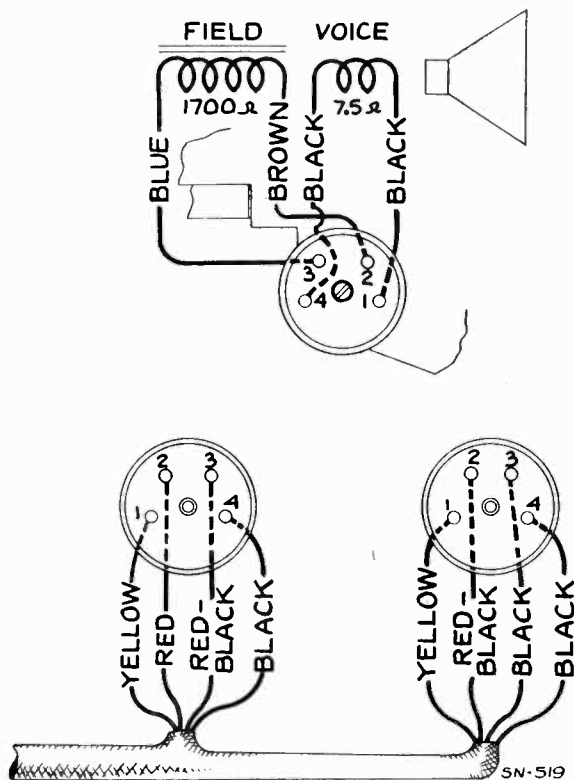 FIELD VOICE
1700Ω 7.5Ω
BLUE BROWN BLACK BLACK
3 2
4 1
2 3
1 4
YELLOW RED RED-BLACK BLACK
2 3
1 4
YELLOW RED-BLACK BLACK BLACK
SN-519